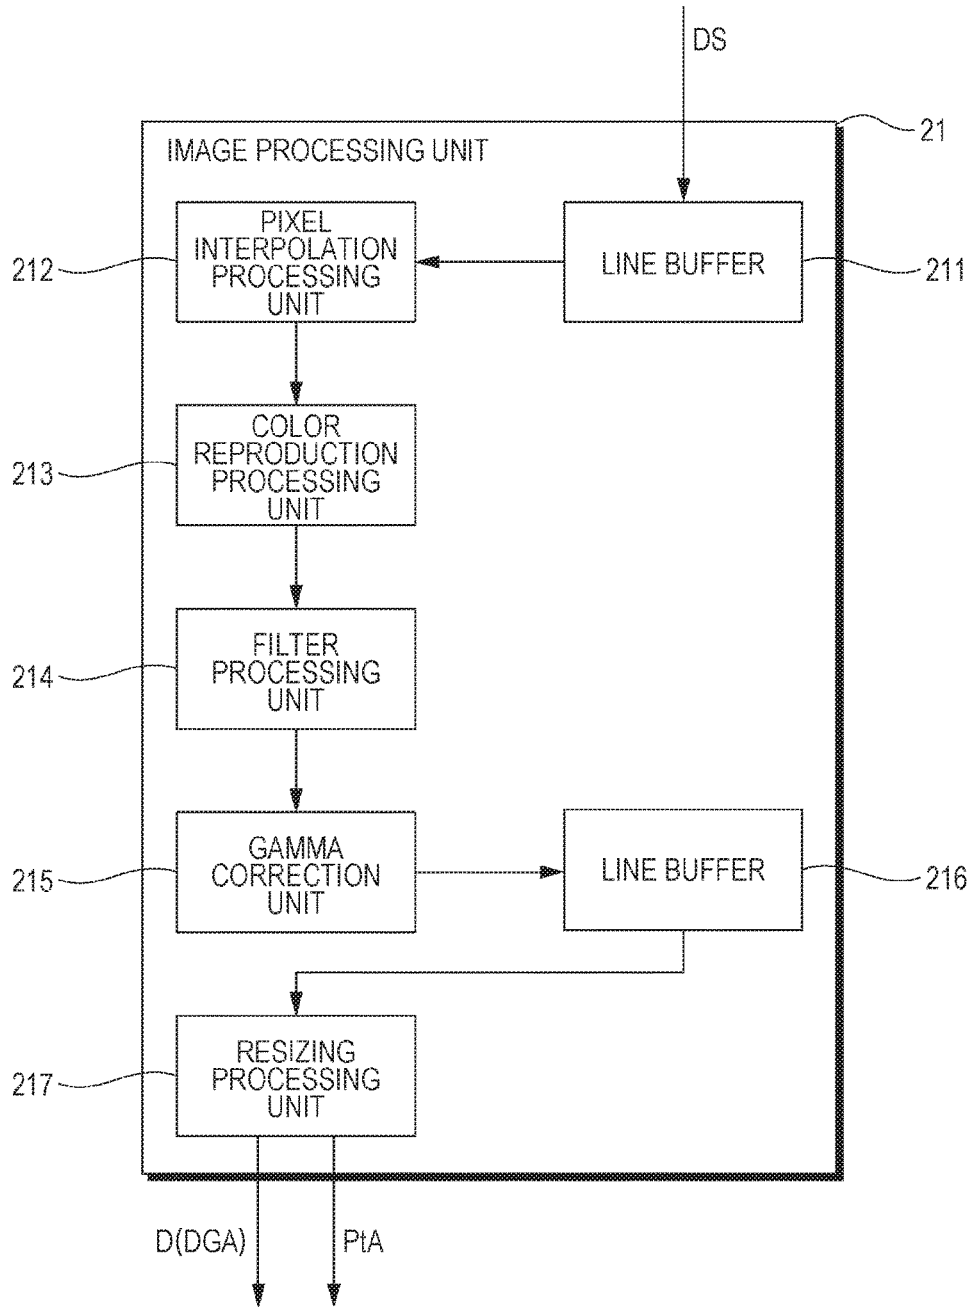 DS
21
IMAGE PROCESSING UNIT
PIXEL
INTERPOLATION
PROCESSING
UNIT
212
LINE BUFFER
211
COLOR
REPRODUCTION
PROCESSING
UNIT
213
FILTER
PROCESSING
UNIT
214
GAMMA
CORRECTION
UNIT
215
LINE BUFFER
216
RESIZING
PROCESSING
UNIT
217
D(DGA)
PtA